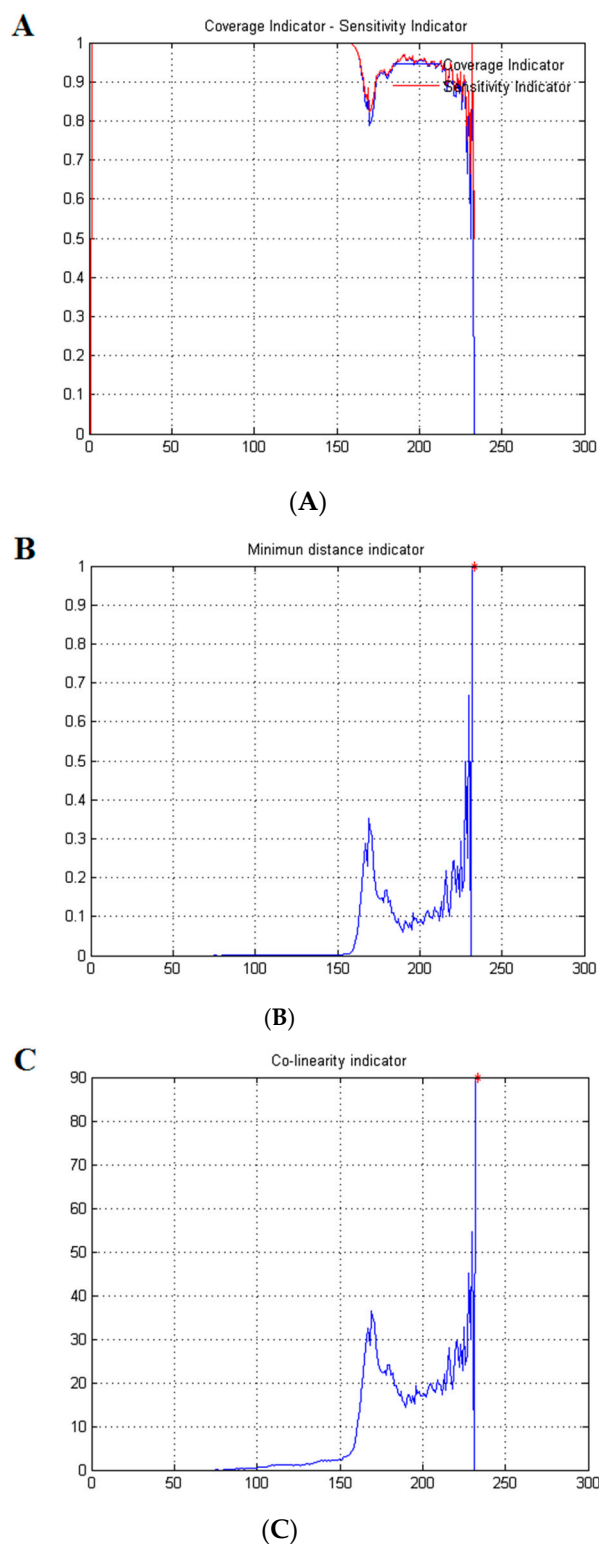 A
Coverage Indicator - Sensitivity Indicator
1
0.9
0.8
0.7
0.6
0.5
0.4
0.3
0.2
0.1
0
Coverage Indicator
Sensitivity Indicator
0 50 100 150 200 250 300
(A)
B
Minimun distance indicator
1
0.9
0.8
0.7
0.6
0.5
0.4
0.3
0.2
0.1
0
0 50 100 150 200 250 300
(B)
C
Co-linearity indicator
90
80
70
60
50
40
30
20
10
0
0 50 100 150 200 250 300
(C)